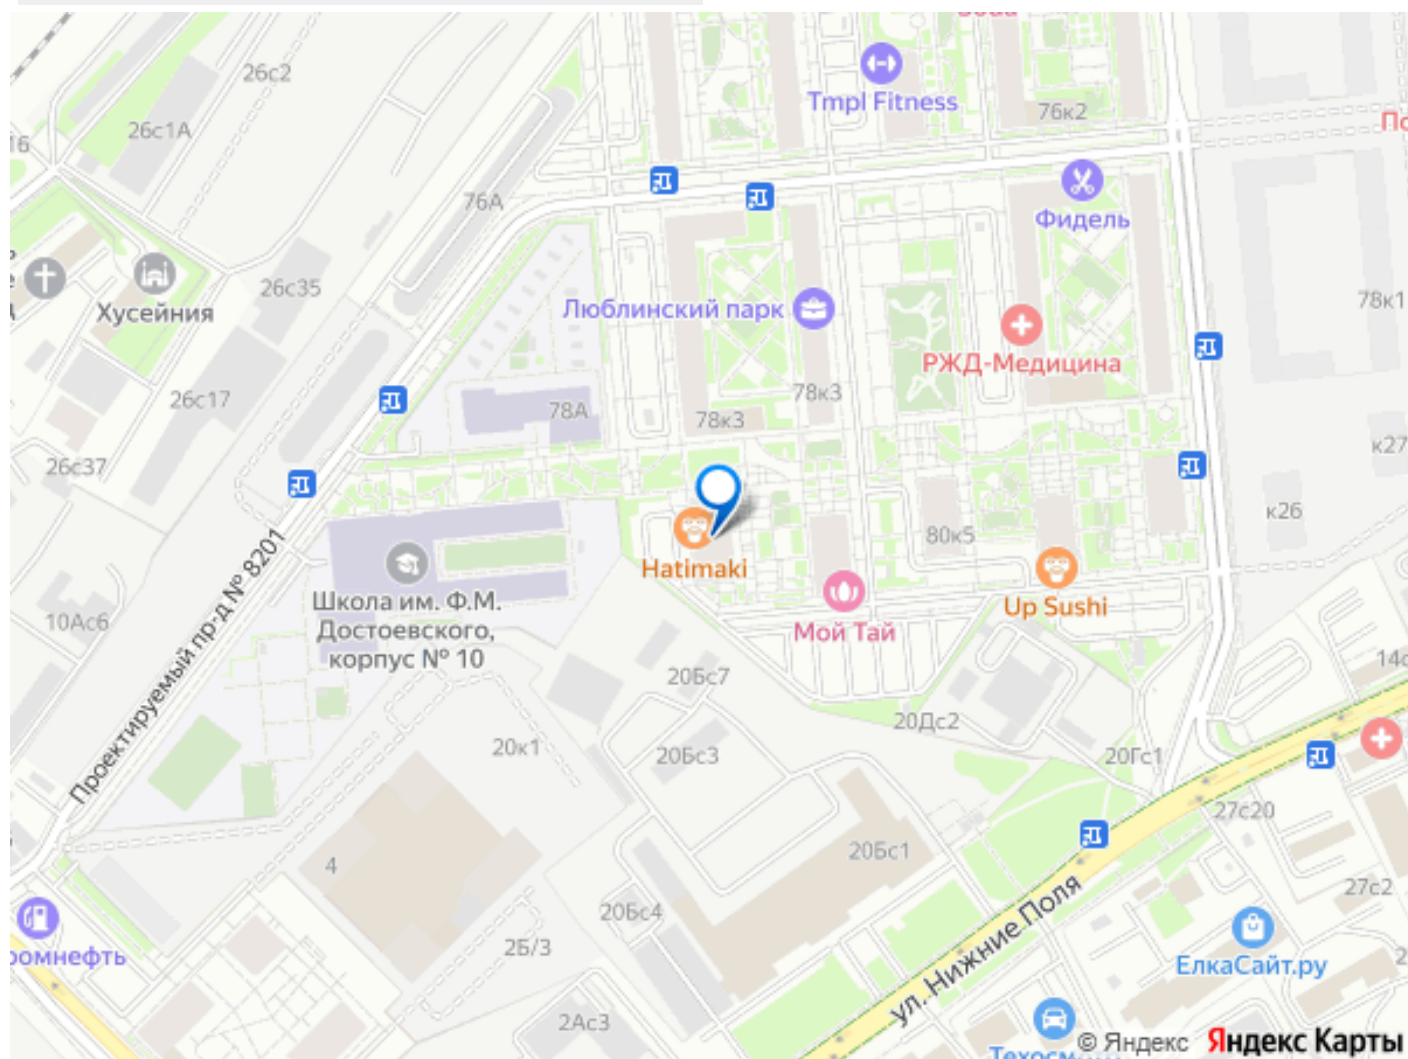 26с2
Tmpl Fitness
76к2
26с1А
16
76А
Фидель
26с35
Хусейния
Люблинский парк
78к1
РЖД-Медицина
26с17
78А
78к3
78к3
к27
26с37
к26
80к5
Hatimaki
Up Sushi
Мой Тай
Школа им. Ф.М.
Достоевского,
корпус № 10
10Ас6
Проектируемый пр-д № 8201
20Бс7
14с
20Дс2
20к1
20Бс3
20Гс1
27с20
4
20Бс1
27с2
20Бс4
ул. Нижние Поля
2Б/3
ромнефть
ЕлкаСайт.ру
2Ас3
© Яндекс Яндекс Карты